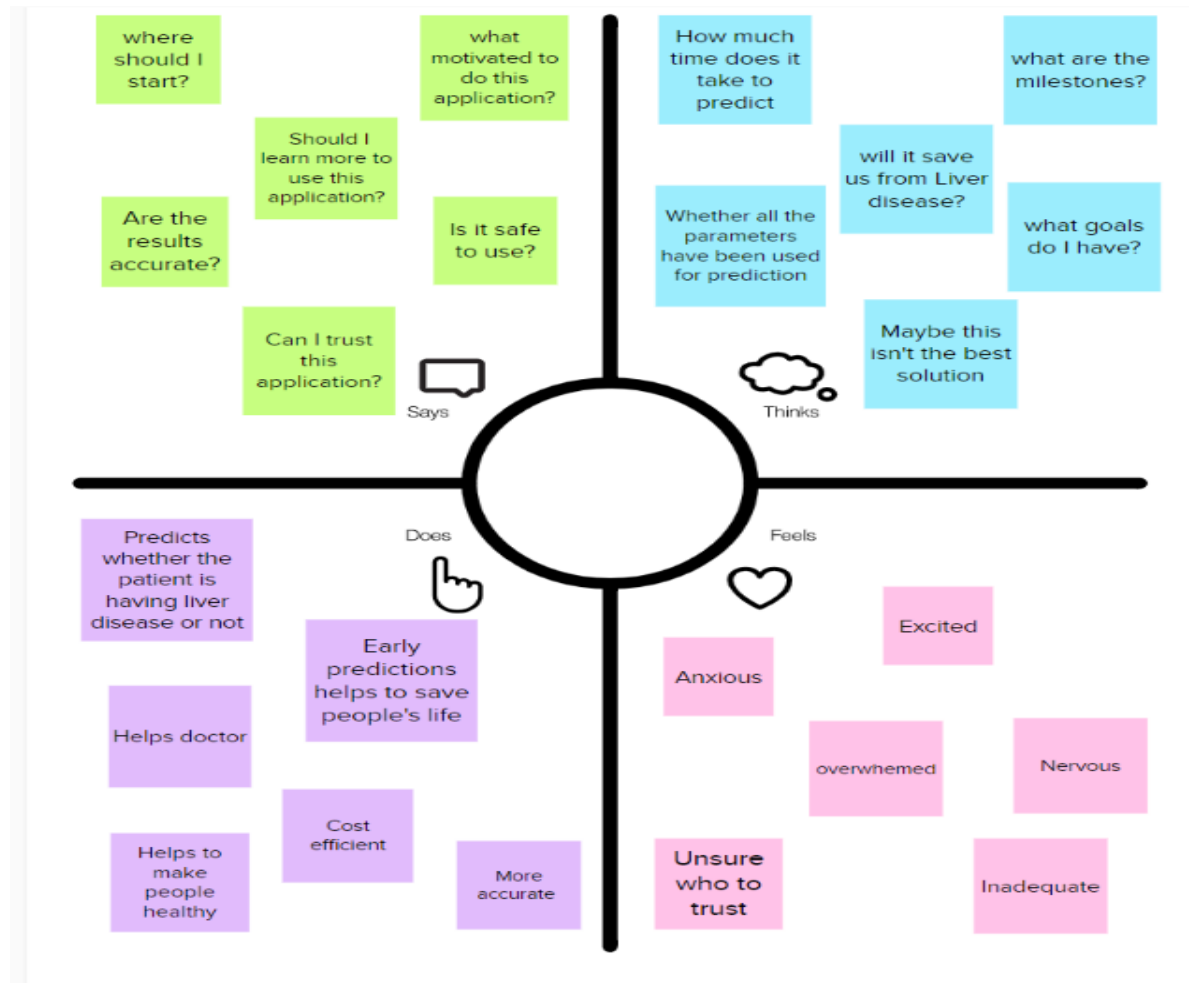 where
should I
start?
what
motivated to
do this
application?
Should I
learn more to
use this
application?
Are the
results
accurate?
Is it safe
to use?
Can I trust
this
application?
Says
How much
time does it
take to
predict
what are the
milestones?
will it save
us from Liver
disease?
Whether all the
parameters
have been used
for prediction
what goals
do I have?
Maybe this
isn't the best
solution
Thinks
Does
Predicts
whether the
patient is
having liver
disease or not
Early
predictions
helps to save
people's life
Helps doctor
Cost
efficient
Helps to
make
people
healthy
More
accurate
Feels
Excited
Anxious
overwhemed
Nervous
Unsure
who to
trust
Inadequate